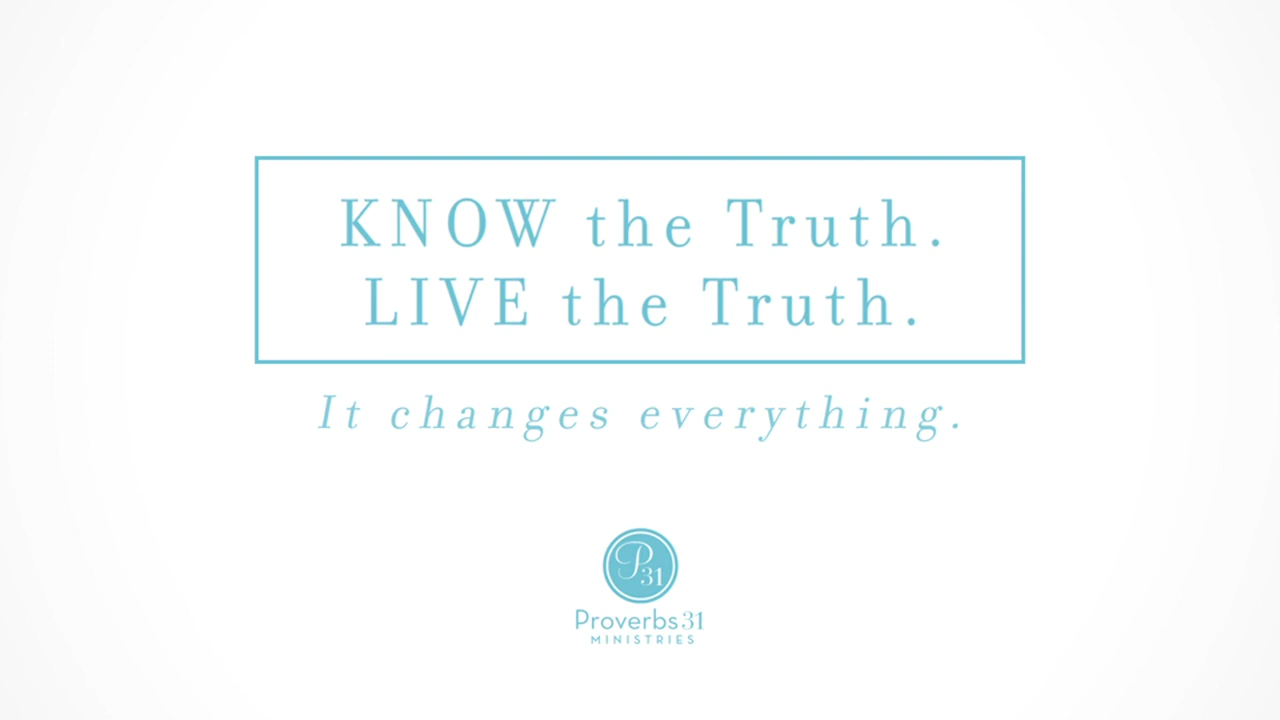 KNOW the Truth.
LIVE the Truth.
It changes everything.
P31
Proverbs 31
MINISTRIES